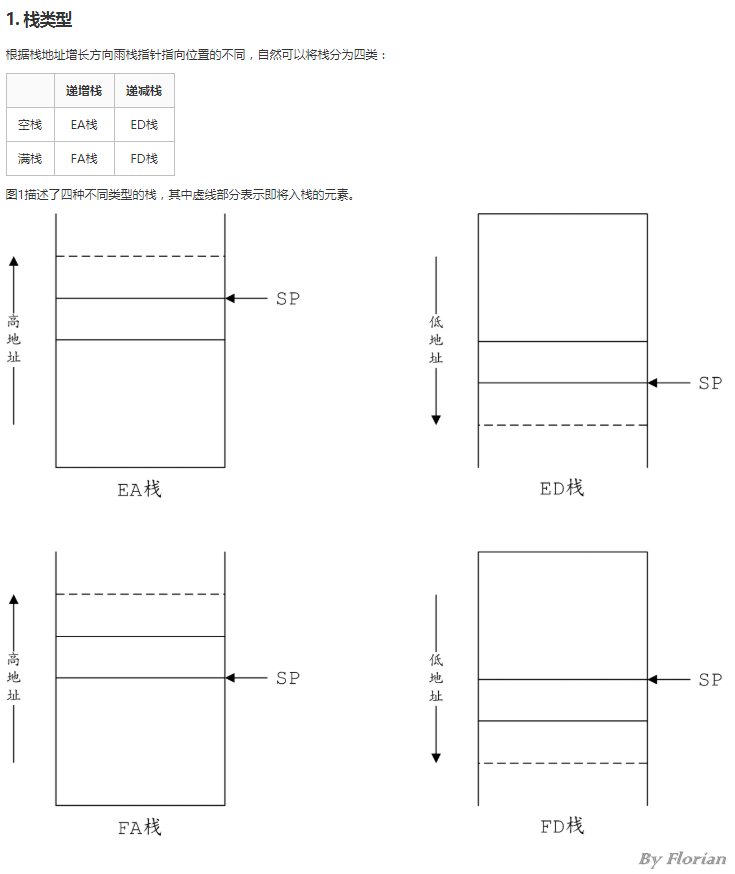 1. 栈类型
根据栈地址增长方向雨栈指针指向位置的不同，自然可以将栈分为四类：
递增栈 递减栈
空栈 EA栈 ED栈
满栈 FA栈 FD栈
图1描述了四种不同类型的栈，其中虚线部分表示即将入栈的元素。
高地址
SP
EA栈
低地址
SP
ED栈
高地址
SP
FA栈
低地址
SP
FD栈
By Florian